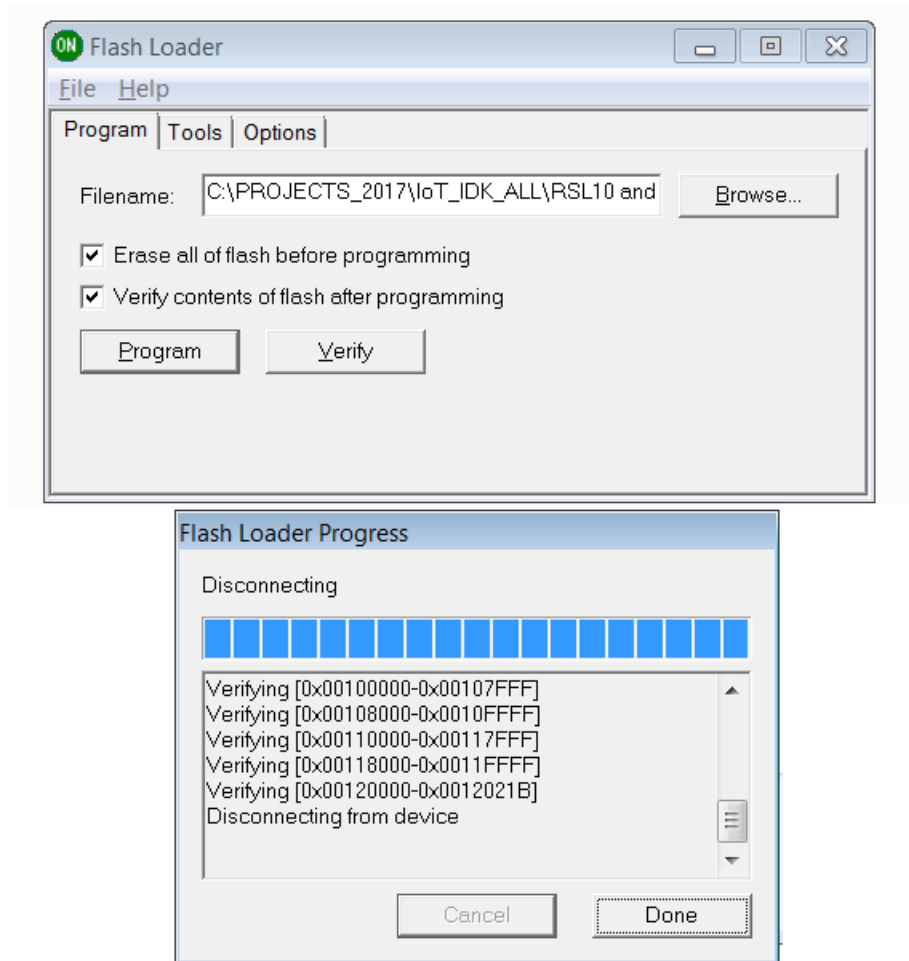 ON Flash Loader
File Help
Program Tools Options
Filename: C:\PROJECTS_2017\IoT_IDK_ALL\RSL10 and Browse...
Erase all of flash before programming
Verify contents of flash after programming
Program Verify
Flash Loader Progress
Disconnecting
Verifying [0x00100000-0x00107FFF]
Verifying [0x00108000-0x0010FFFF]
Verifying [0x00110000-0x00117FFF]
Verifying [0x00118000-0x0011FFFF]
Verifying [0x00120000-0x0012021B]
Disconnecting from device
Cancel Done